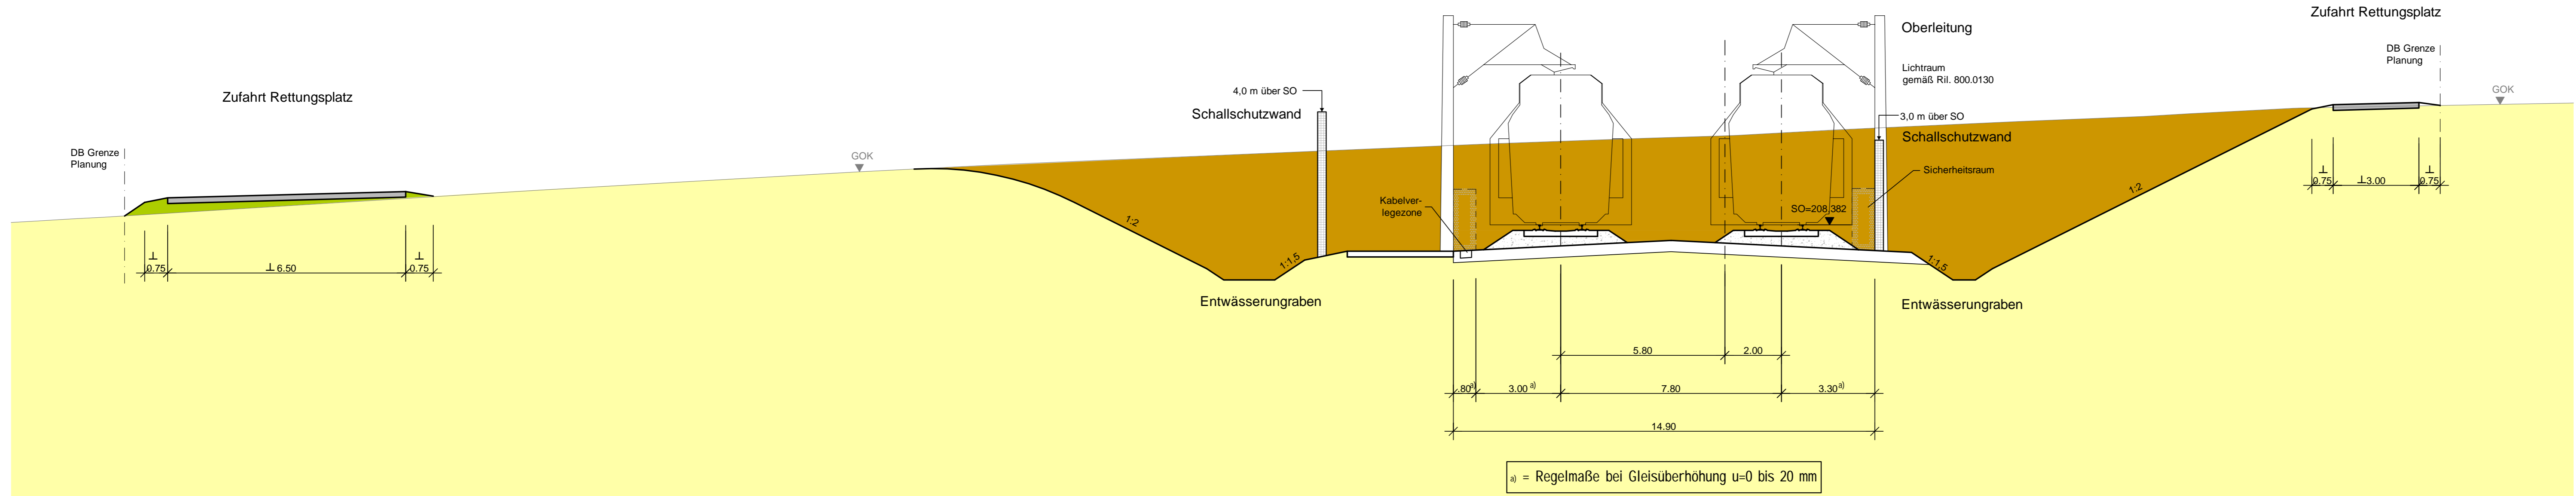 Zufahrt Rettungsplatz
DB Grenze
Planung
GOK
0.75
6.50
0.75
1:2
1:1,5
Entwässerungraben
4,0 m über SO
Schallschutzwand
Kabelver-
legezone
Oberleitung
Lichtraum
gemäß Ril. 800.0130
3,0 m über SO
Schallschutzwand
Sicherheitsraum
SO=208,382
1:1,5
Entwässerungraben
1:2
Zufahrt Rettungsplatz
DB Grenze
Planung
GOK
0.75
3.00
0.75
5.80
2.00
.80 a)
3.00 a)
7.80
3.30 a)
14.90
a) = Regelmaße bei Gleisüberhöhung u=0 bis 20 mm